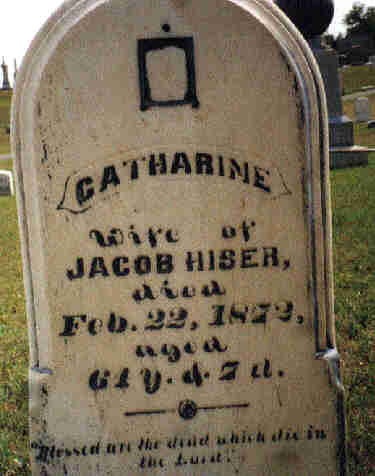 CATHARINE
Wife of
JACOB HISER,
died
Feb. 22, 1872,
aged
61 y. & 7 d.
"Blessed are the dead which die in
the Lord."